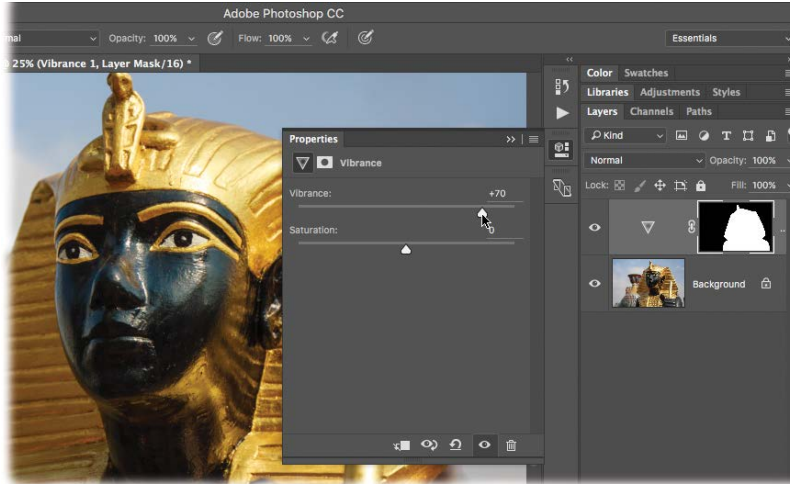 Adobe Photoshop CC
Opacity: 100% Flow: 100% Essentials
25% (Vibrance 1, Layer Mask/16) *
Color Swatches
Libraries Adjustments Styles
Layers Channels Paths
Properties
Kind
Vibrance
Normal Opacity: 100%
Vibrance: +70
Lock: Fill: 100%
Saturation: 0
Background